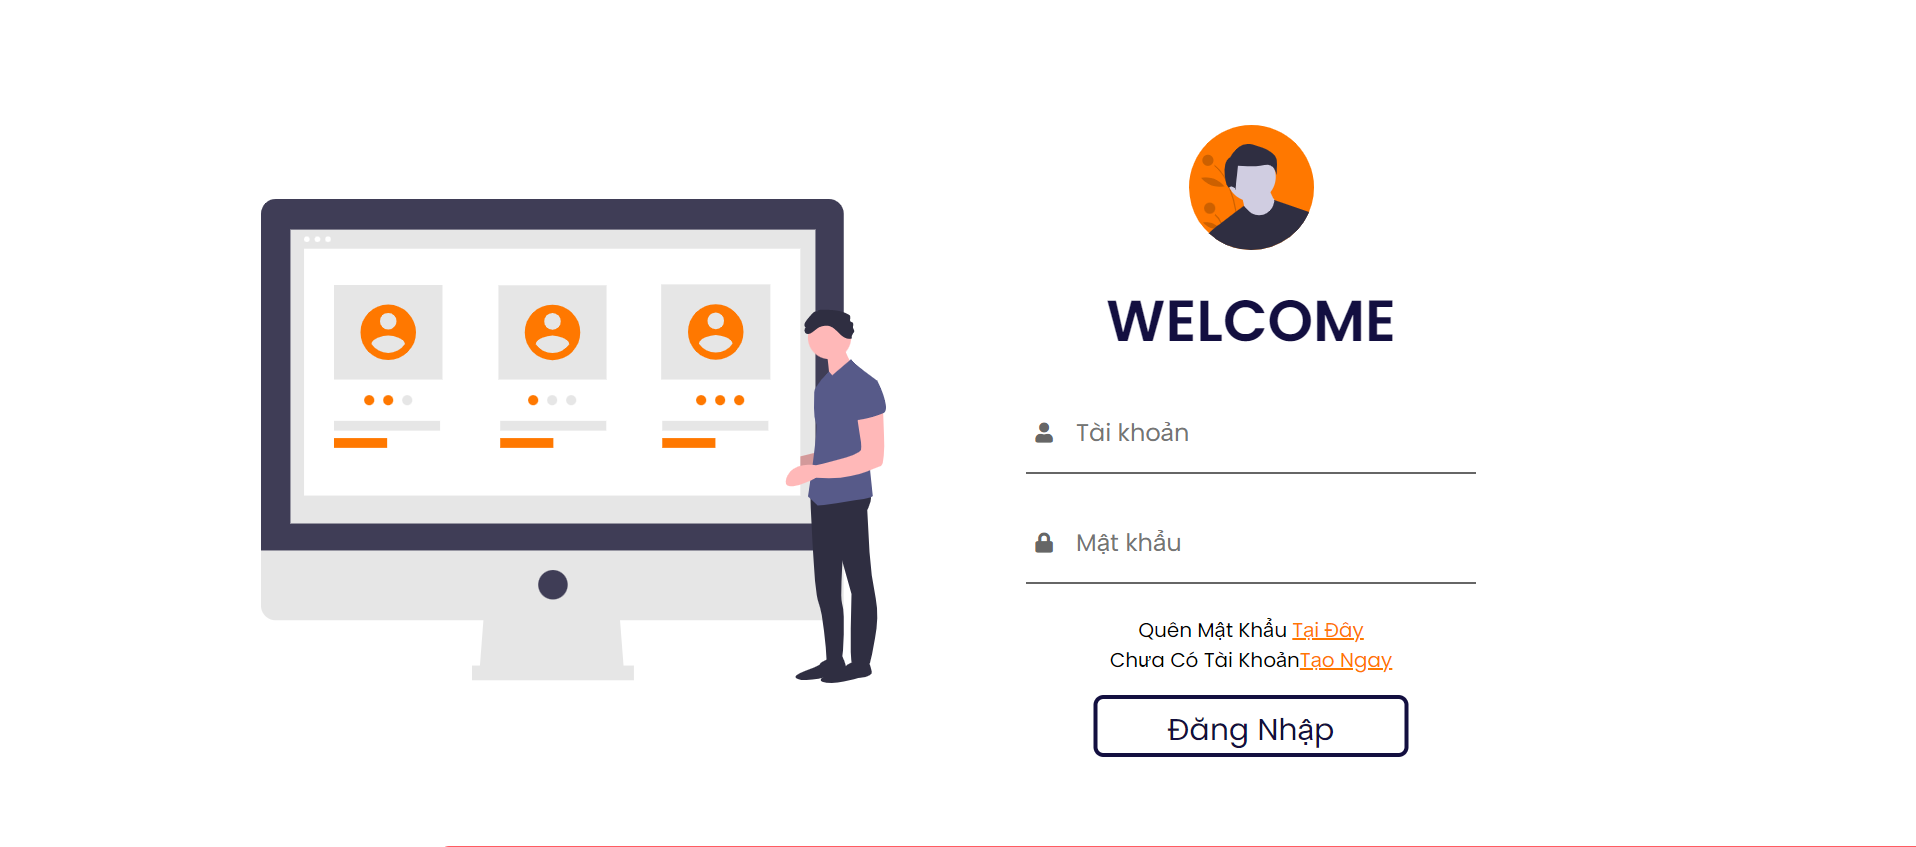 WELCOME
Tài khoản
Mật khẩu
Quên Mật Khẩu Tại Đây
Chưa Có Tài KhoảnTạo Ngay
Đăng Nhập